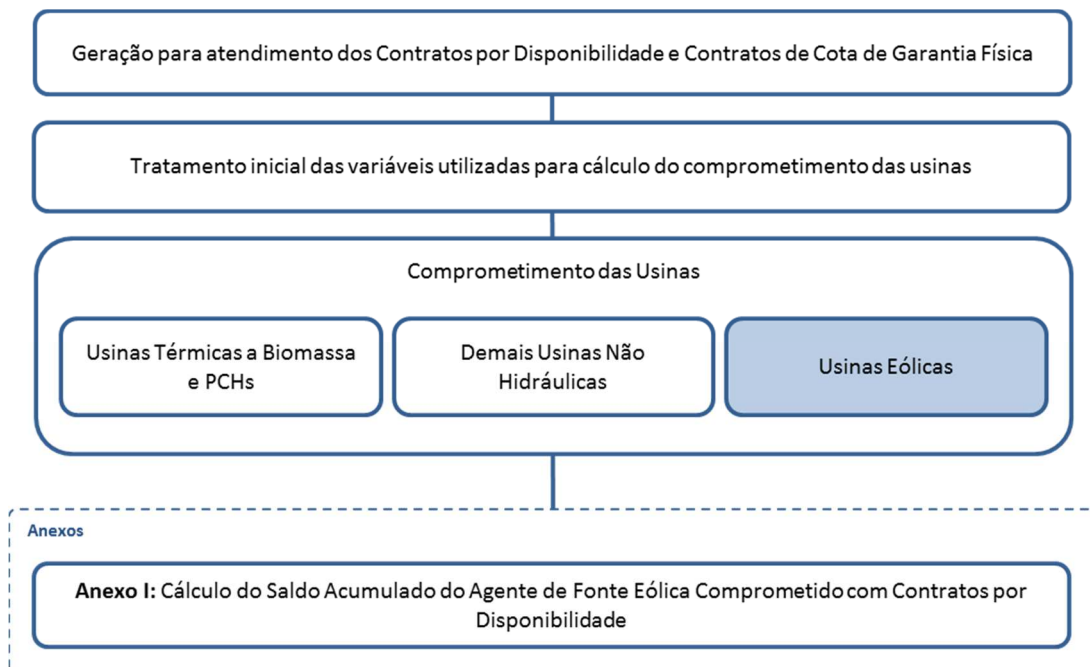 Geração para atendimento dos Contratos por Disponibilidade e Contratos de Cota de Garantia Física
Tratamento inicial das variáveis utilizadas para cálculo do comprometimento das usinas
Comprometimento das Usinas
Usinas Térmicas a Biomassa
e PCHs
Demais Usinas Não
Hidráulicas
Usinas Eólicas
Anexos
Anexo I: Cálculo do Saldo Acumulado do Agente de Fonte Eólica Comprometido com Contratos por
Disponibilidade